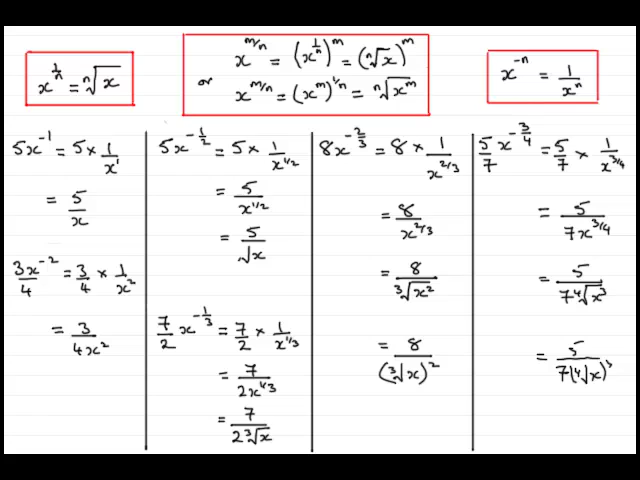 x^{1/n} = ⁿ√x
x^{m/n} = (x^{1/n})^m = (ⁿ√x)^m
or x^{m/n} = (x^m)^{1/n} = ⁿ√x^m
x^{-n} = 1/x^n
5x^{-1} = 5 × 1/x^1
= 5/x
3x^{-2}/4 = 3/4 × 1/x^2
= 3/4x^2
5x^{-1/2} = 5 × 1/x^{1/2}
= 5/x^{1/2}
= 5/√x
7/2 x^{-1/3} = 7/2 × 1/x^{1/3}
= 7/2x^{1/3}
= 7/2³√x
8x^{-2/3} = 8 × 1/x^{2/3}
= 8/x^{2/3}
= 8/³√x^2
= 8/(³√x)^2
5/7 x^{-3/4} = 5/7 × 1/x^{3/4}
= 5/7x^{3/4}
= 5/7⁴√x^3
= 5/7(⁴√x)^3